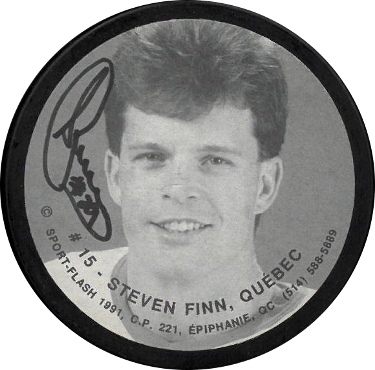 # 15 - STEVEN FINN, QUÉBEC
© SPORT-FLASH 1991, C.P. 221, ÉPIPHANIE, QC (514) 588-5689